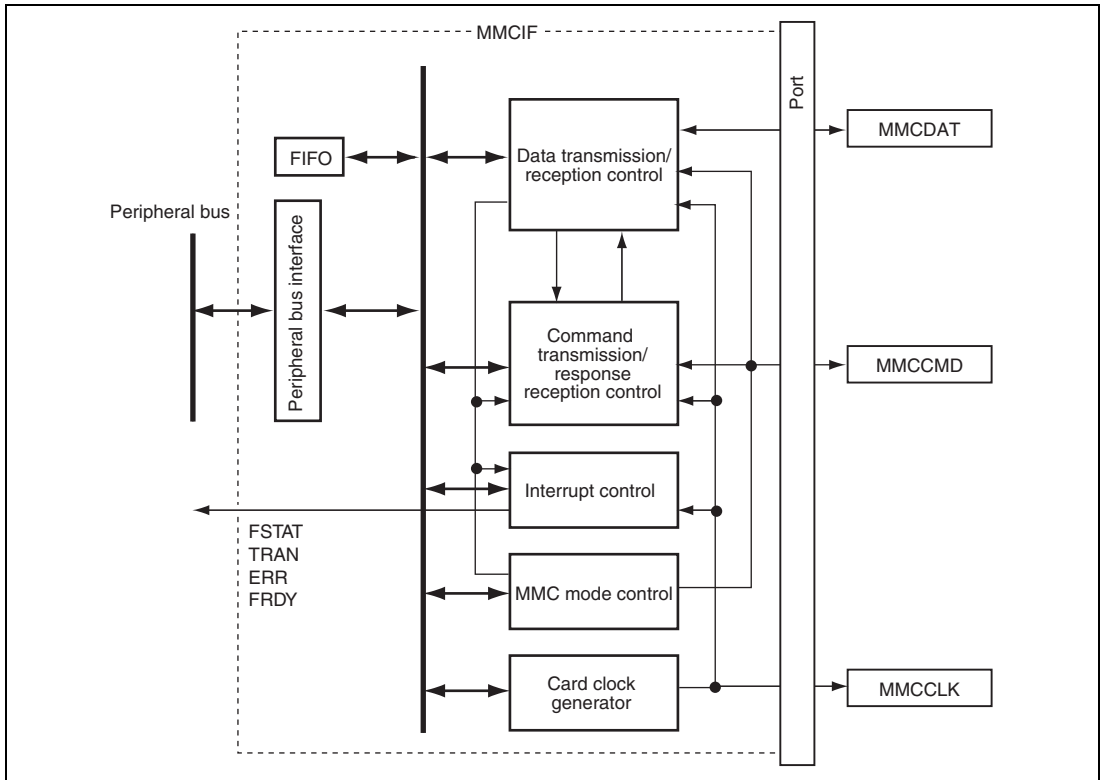 MMCIF
Port
MMCDAT
FIFO
Data transmission/
reception control
Peripheral bus
Peripheral bus interface
Command
transmission/
response
reception control
MMCCMD
Interrupt control
FSTAT
TRAN
ERR
FRDY
MMC mode control
Card clock
generator
MMCCLK